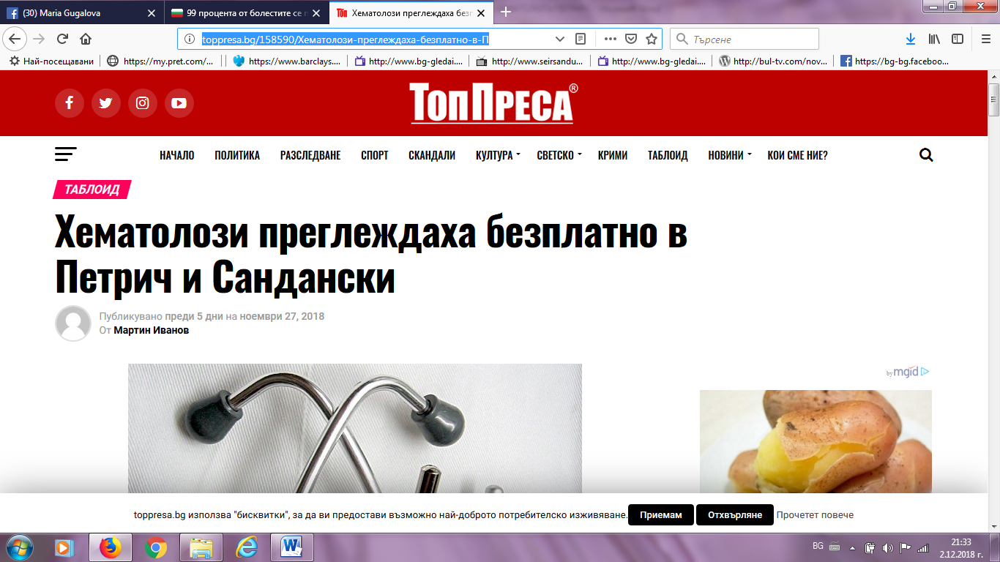 (30) Maria Gugalova
99 процента от болестите се п
Хематолози преглеждаха безп
toppresa.bg/158590/Хематолози-преглеждаха-безплатно-в-П
Търсене
Най-посещавани
https://my.pret.com/...
https://www.barclays....
http://www.bg-gledai....
http://www.seirsandu...
http://www.bg-gledai....
http://bul-tv.com/nov...
https://bg-bg.faceboo...
ТопПреса®
НАЧАЛО ПОЛИТИКА РАЗСЛЕДВАНЕ СПОРТ СКАНДАЛИ КУЛТУРА СВЕТСКО КРИМИ ТАБЛОИД НОВИНИ КОИ СМЕ НИЕ?
ТАБЛОИД
Хематолози преглеждаха безплатно в
Петрич и Сандански
Публикувано преди 5 дни на ноември 27, 2018
От Мартин Иванов
by mgid
toppresa.bg използва "бисквитки", за да ви предостави възможно най-доброто потребителско изживяване. Приемам Отхвърляне Прочетет повече
BG
21:33
2.12.2018 г.